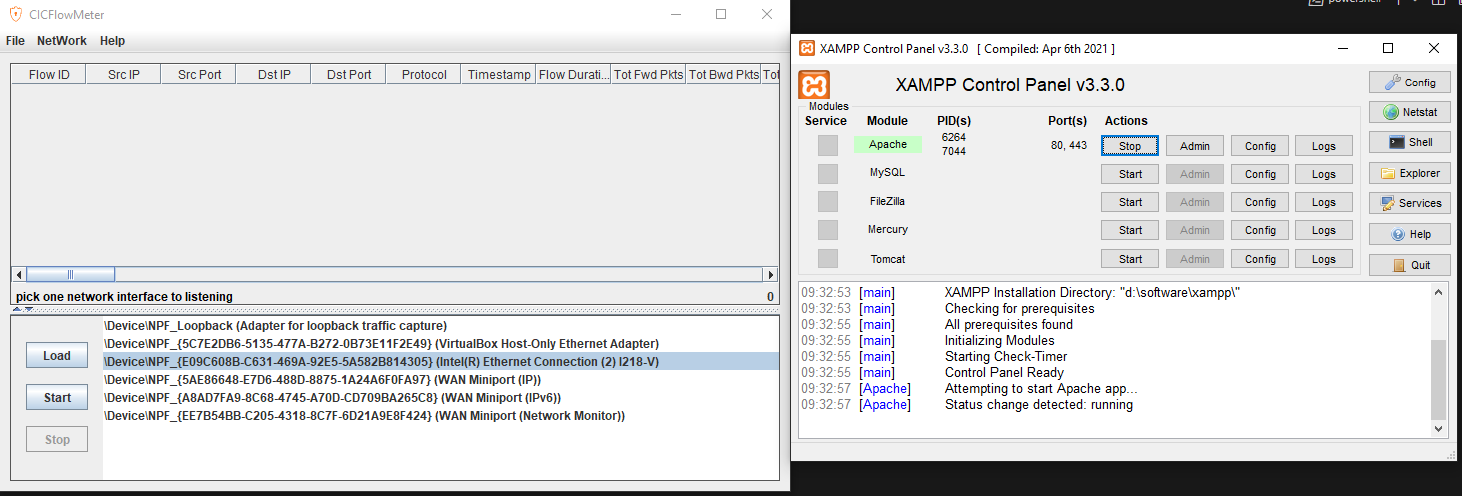 CICFlowMeter
File NetWork Help
Flow ID Src IP Src Port Dst IP Dst Port Protocol Timestamp Flow Durati... Tot Fwd Pkts Tot Bwd Pkts Tot
pick one network interface to listening 0
Load
Start
Stop
\Device\NPF_Loopback (Adapter for loopback traffic capture)
\Device\NPF_{5C7E2DB6-5135-477A-B272-0B73E11F2E49} (VirtualBox Host-Only Ethernet Adapter)
\Device\NPF_{E09C608B-C631-469A-92E5-5A582B814305} (Intel(R) Ethernet Connection (2) I218-V)
\Device\NPF_{5AE86648-E7D6-488D-8875-1A24A6F0FA97} (WAN Miniport (IP))
\Device\NPF_{A8AD7FA9-8C68-4745-A70D-CD709BA265C8} (WAN Miniport (IPv6))
\Device\NPF_{EE7B54BB-C205-4318-8C7F-6D21A9E8F424} (WAN Miniport (Network Monitor))
powershell
XAMPP Control Panel v3.3.0 [ Compiled: Apr 6th 2021 ]
XAMPP Control Panel v3.3.0
Modules
Service Module PID(s) Port(s) Actions
Apache 6264 7044 80, 443 Stop Admin Config Logs
MySQL Start Admin Config Logs
FileZilla Start Admin Config Logs
Mercury Start Admin Config Logs
Tomcat Start Admin Config Logs
Config
Netstat
Shell
Explorer
Services
Help
Quit
09:32:53 [main] XAMPP Installation Directory: "d:\software\xampp\"
09:32:53 [main] Checking for prerequisites
09:32:55 [main] All prerequisites found
09:32:55 [main] Initializing Modules
09:32:55 [main] Starting Check-Timer
09:32:55 [main] Control Panel Ready
09:32:57 [Apache] Attempting to start Apache app...
09:32:57 [Apache] Status change detected: running